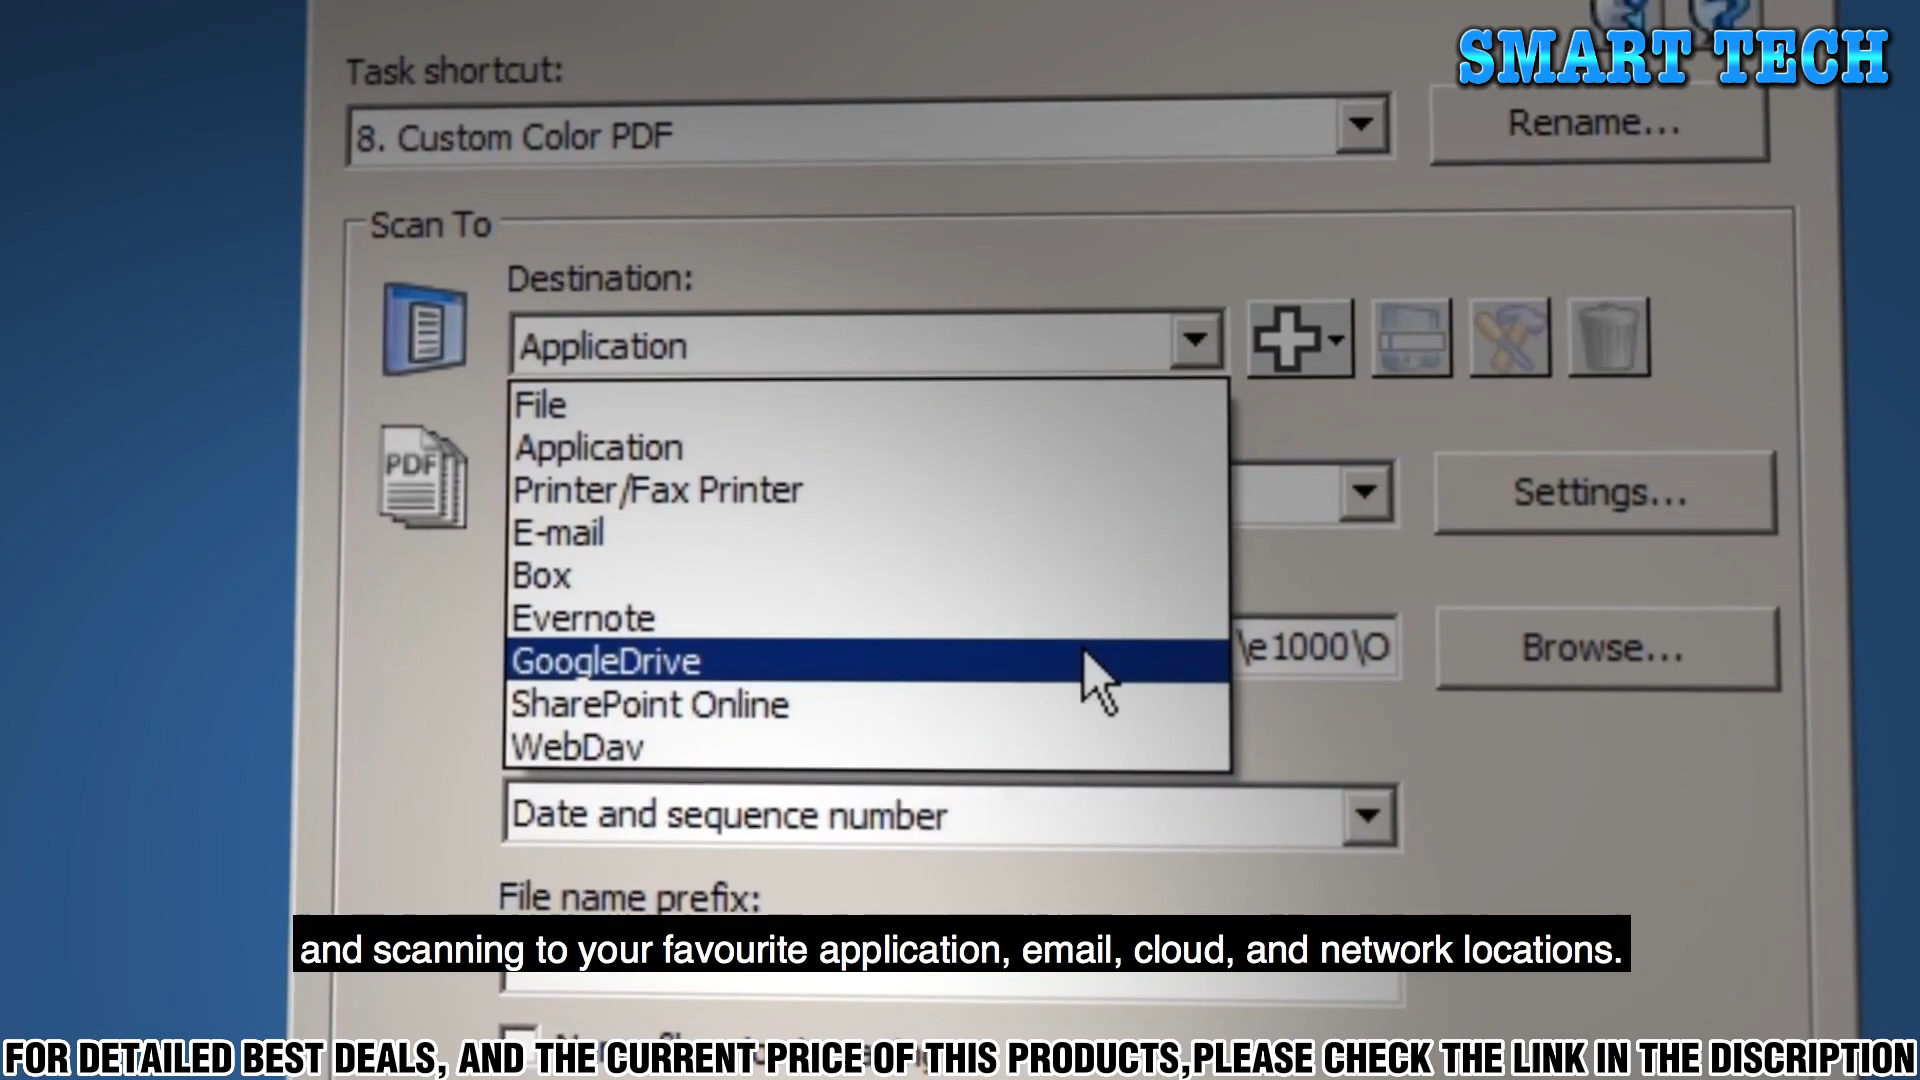 SMART TECH
Task shortcut:
8. Custom Color PDF
Rename...
Scan To
Destination:
Application
File
Application
Printer/Fax Printer
E-mail
Box
Evernote
GoogleDrive
SharePoint Online
WebDav
PDF
Settings...
\e1000\O
Browse...
Date and sequence number
File name prefix:
and scanning to your favourite application, email, cloud, and network locations.
FOR DETAILED BEST DEALS, AND THE CURRENT PRICE OF THIS PRODUCTS,PLEASE CHECK THE LINK IN THE DISCRIPTION